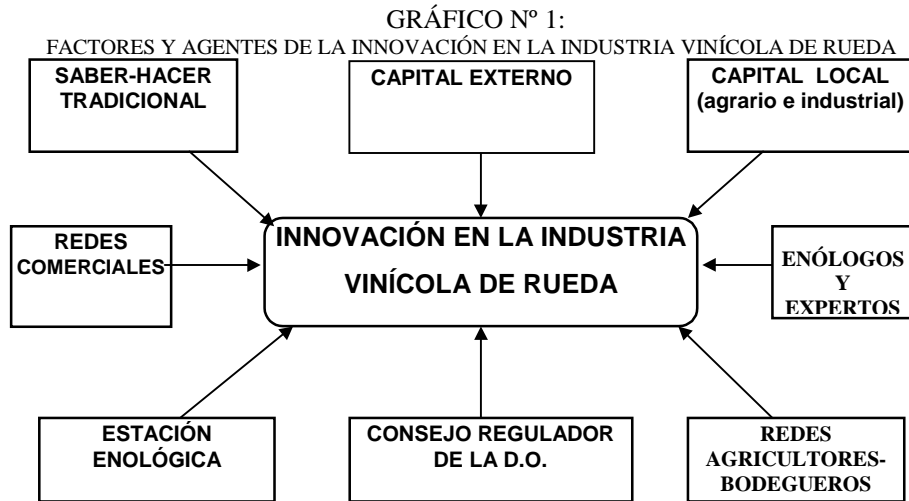 GRÁFICO Nº 1:
FACTORES Y AGENTES DE LA INNOVACIÓN EN LA INDUSTRIA VINÍCOLA DE RUEDA
SABER-HACER
TRADICIONAL
CAPITAL EXTERNO
CAPITAL LOCAL
(agrario e industrial)
REDES
COMERCIALES
INNOVACIÓN EN LA INDUSTRIA
VINÍCOLA DE RUEDA
ENÓLOGOS
Y
EXPERTOS
ESTACIÓN
ENOLÓGICA
CONSEJO REGULADOR
DE LA D.O.
REDES
AGRICULTORES-
BODEGUEROS